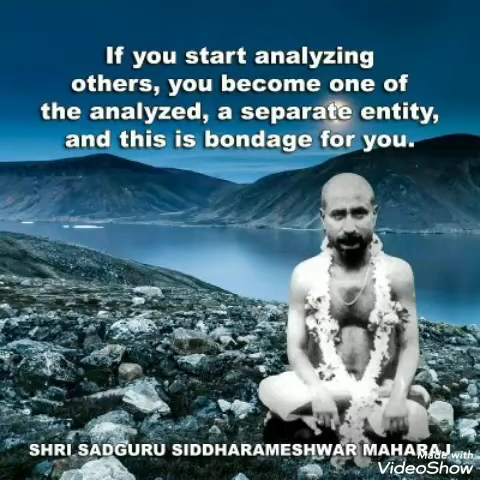 If you start analyzing
others, you become one of
the analyzed, a separate entity,
and this is bondage for you.
SHRI SADGURU SIDDHARAMESHWAR MAHARAJ
Made with
VideoShow